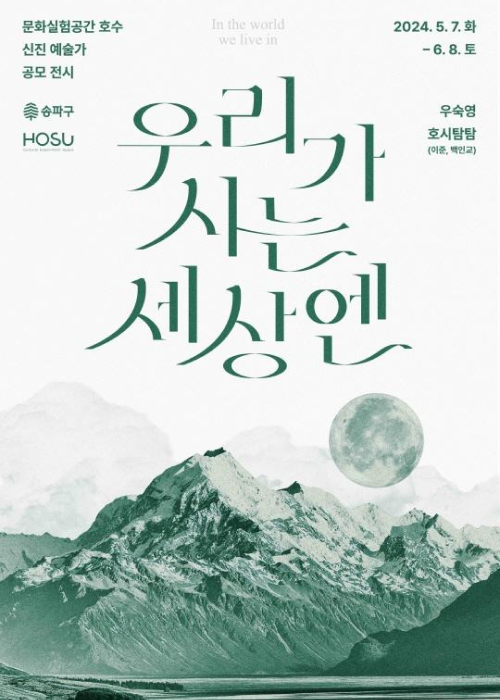 문화실험공간 호수
신진 예술가
공모 전시
송파구
HOSU
In the world
we live in
2024. 5. 7. 화
– 6. 8. 토
우숙영
호시탐탐
(이준, 백인교)
우리가
사는
세상엔